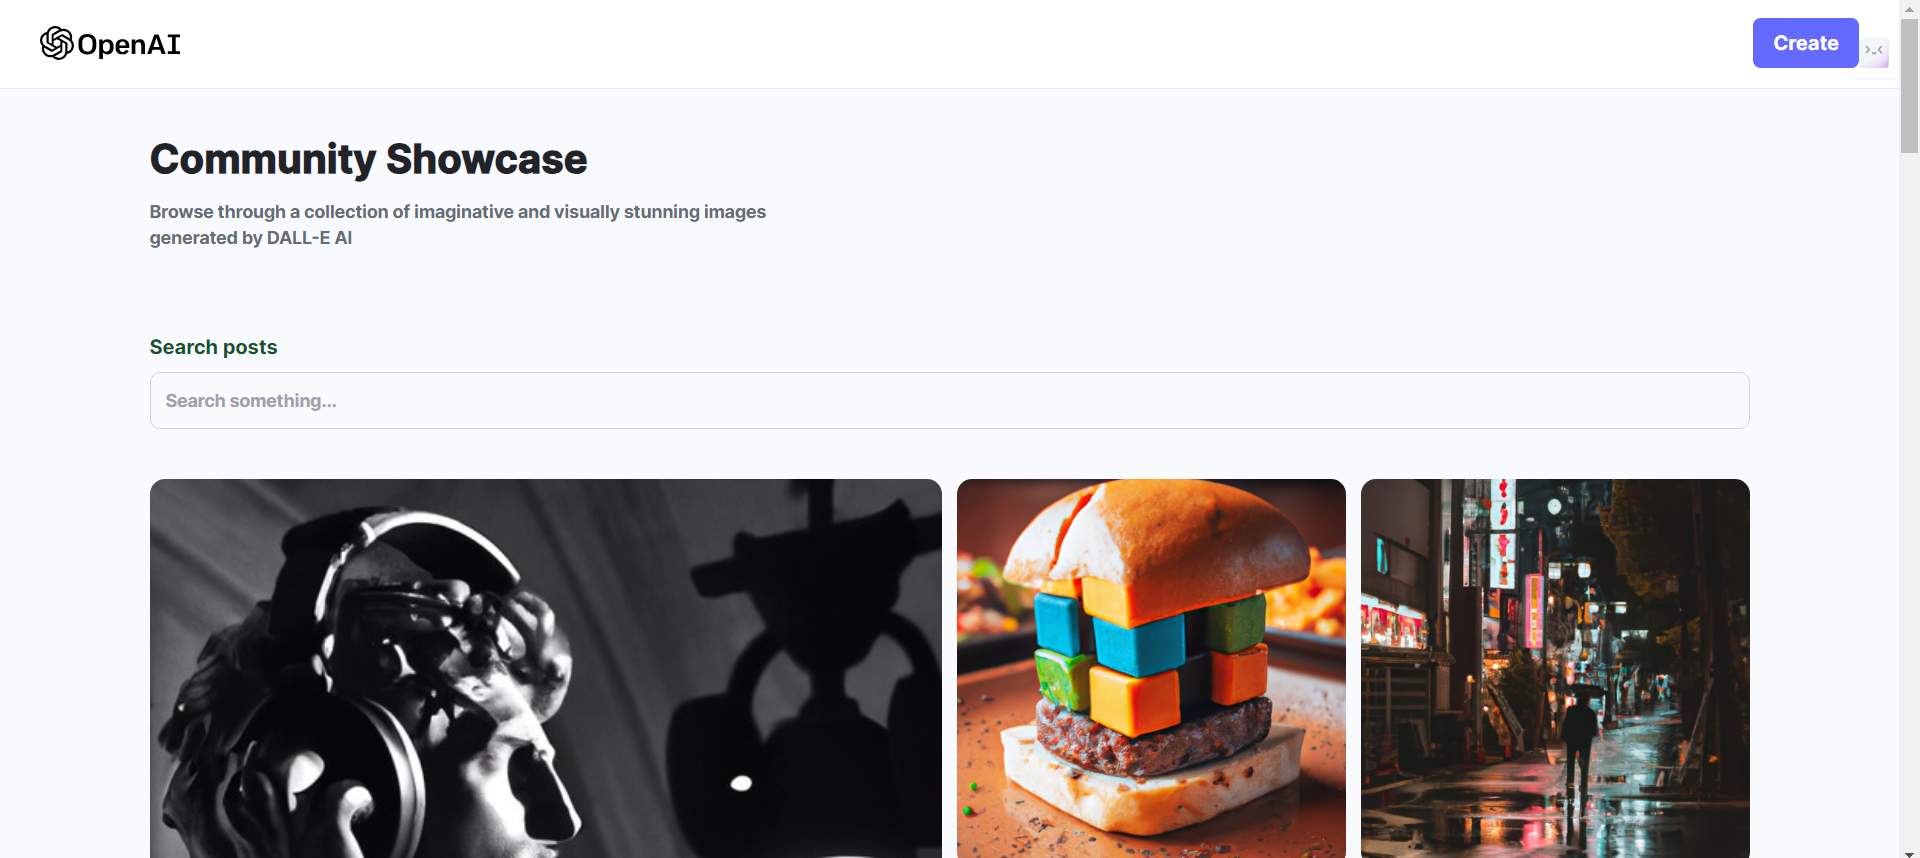 OpenAI
Create
Community Showcase
Browse through a collection of imaginative and visually stunning images
generated by DALL-E AI
Search posts
Search something...